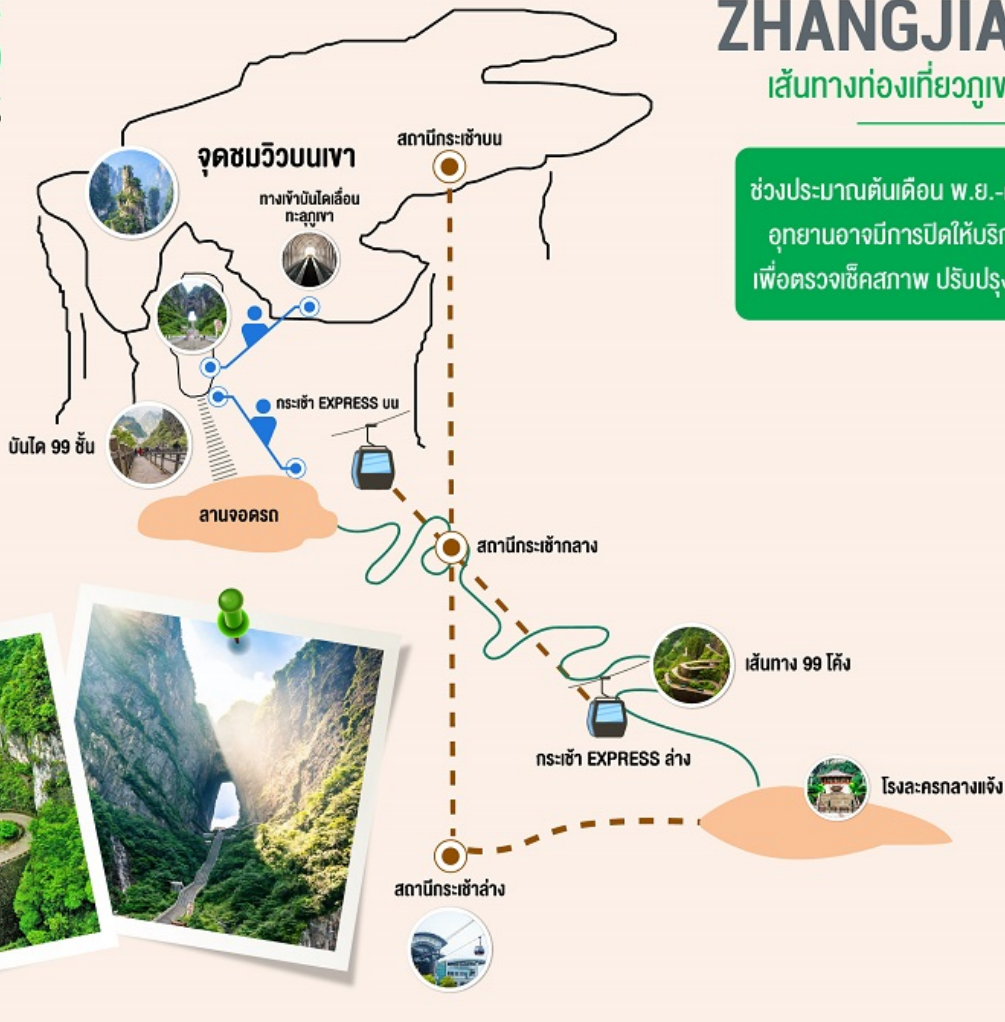 ZHANGJIA
เส้นทางท่องเที่ยวภูเข
ช่วงประมาณต้นเดือน พ.ย.-
อุทยานอาจมีการปิดให้บริก
เพื่อตรวจเช็คสภาพ ปรับปรุง
สถานีกระเช้าบน
จุดชมวิวบนเขา
ทางเข้าบันไดเลื่อน
ทะลุภูเขา
กระเช้า EXPRESS บน
บันได 99 ชั้น
ลานจอดรถ
สถานีกระเช้ากลาง
เส้นทาง 99 โค้ง
กระเช้า EXPRESS ล่าง
โรงละครกลางแจ้ง
สถานีกระเช้าล่าง